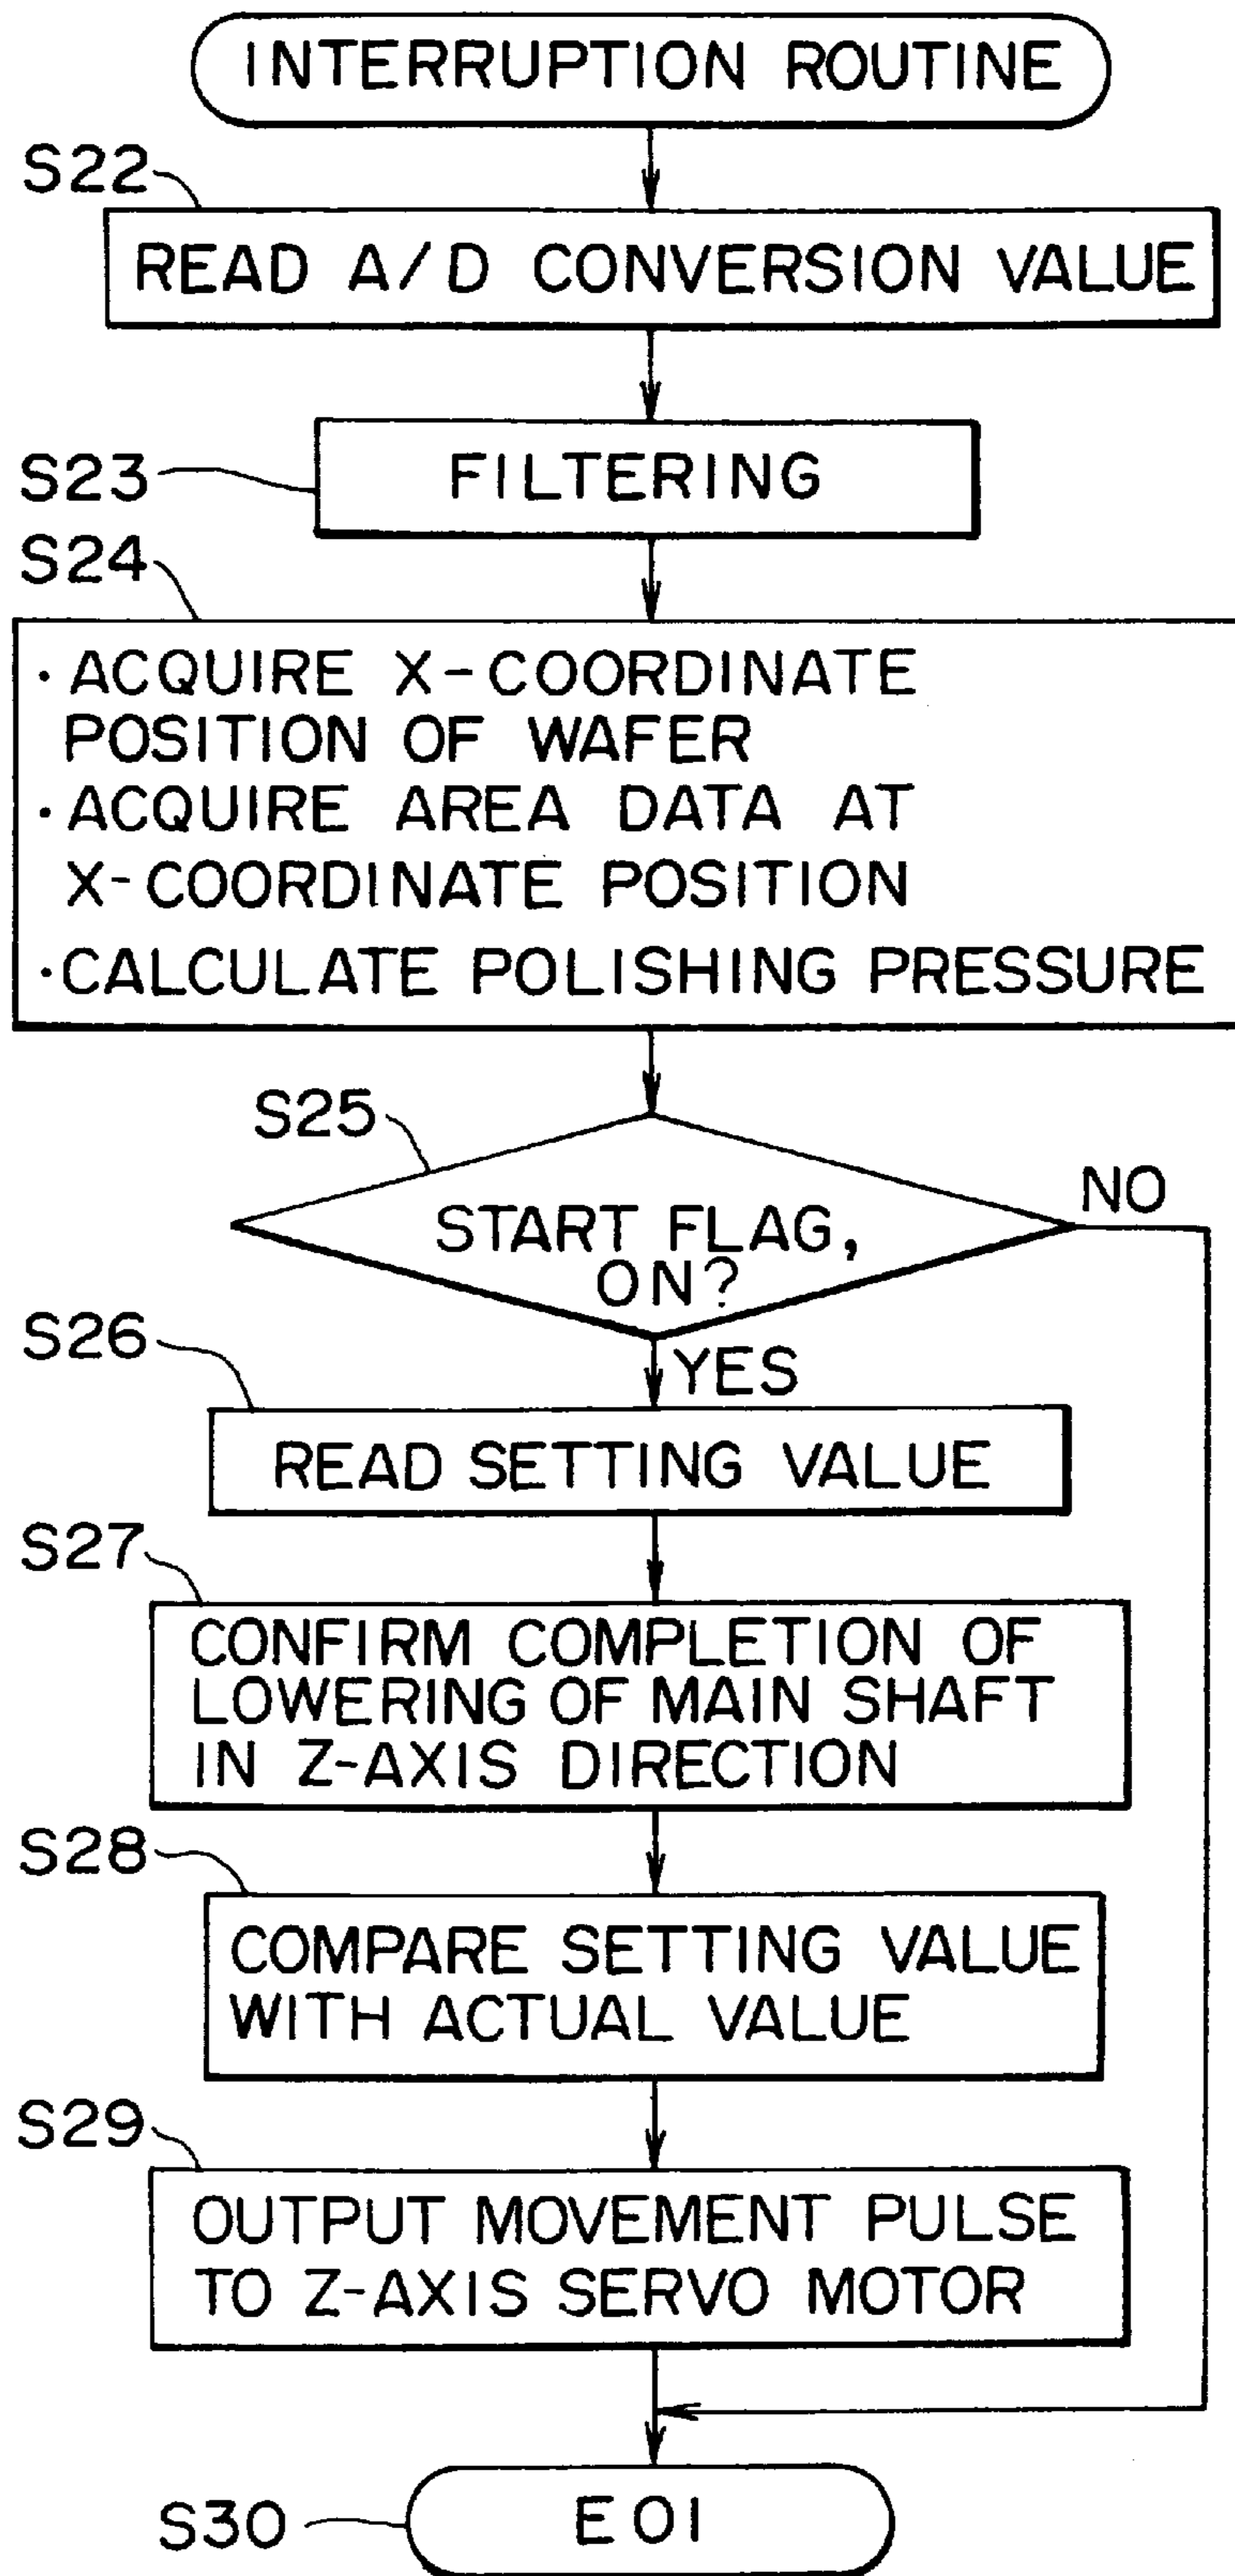 INTERRUPTION ROUTINE
S22
READ A/D CONVERSION VALUE
S23
FILTERING
S24
· ACQUIRE X-COORDINATE
POSITION OF WAFER
· ACQUIRE AREA DATA AT
X-COORDINATE POSITION
· CALCULATE POLISHING PRESSURE
S25
START FLAG,
ON?
NO
YES
S26
READ SETTING VALUE
S27
CONFIRM COMPLETION OF
LOWERING OF MAIN SHAFT
IN Z-AXIS DIRECTION
S28
COMPARE SETTING VALUE
WITH ACTUAL VALUE
S29
OUTPUT MOVEMENT PULSE
TO Z-AXIS SERVO MOTOR
S30
EOI